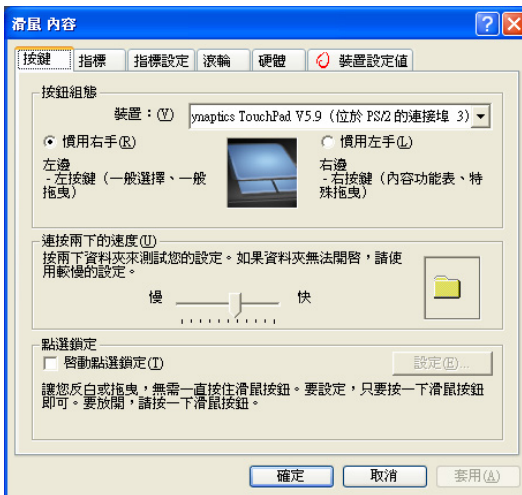 滑鼠 內容
按鍵 指標 指標設定 滾輪 硬體 裝置設定值
按鈕組態
裝置：(V) ynaptics TouchPad V5.9（位於 PS/2 的連接埠 3）
慣用右手(R) 慣用左手(L)
左邊
- 左按鍵（一般選擇、一般
拖曳）
右邊
- 右按鍵（內容功能表、特
殊拖曳）
連按兩下的速度(U)
按兩下資料夾來測試您的設定。如果資料夾無法開啓，請使
用較慢的設定。
慢 快
點選鎖定
啓動點選鎖定(T) 設定(E)...
讓您反白或拖曳，無需一直按住滑鼠按鈕。要設定，只要按一下滑鼠按鈕
即可。要放開，請按一下滑鼠按鈕。
確定 取消 套用(A)